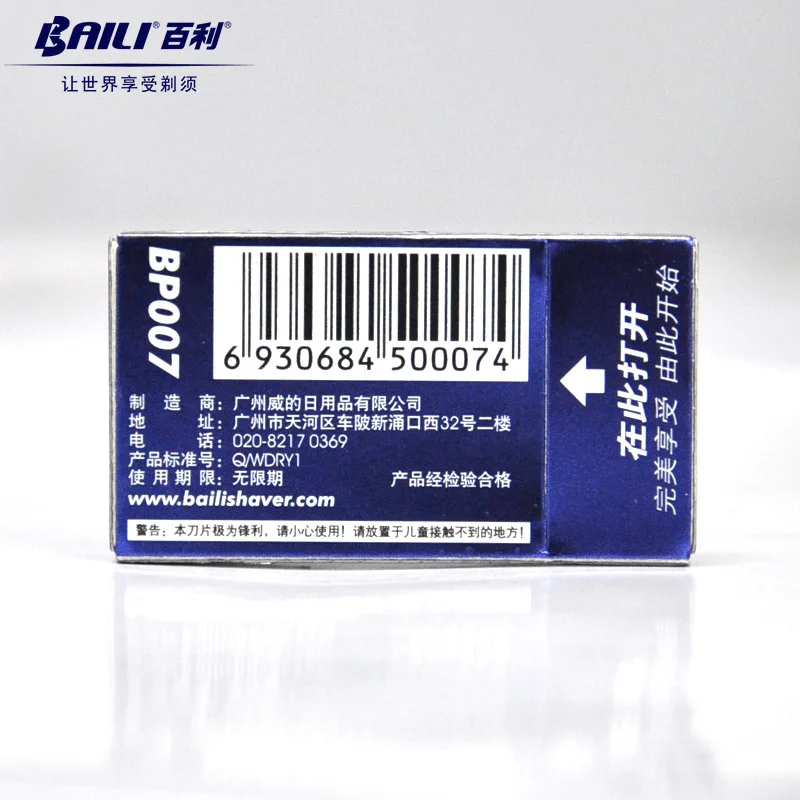 BAILI® 百利®
让世界享受剃须
BP007
6 930684 500074
制造商：广州威的日用品有限公司
地址：广州市天河区车陂新涌口西32号二楼
电话：020-8217 0369
产品标准号：Q/WDRY1
使用期限：无限期 产品经检验合格
www.bailishaver.com
警告：本刀片极为锋利，请小心使用！请放置于儿童接触不到的地方！
在此打开
完美享受 由此开始